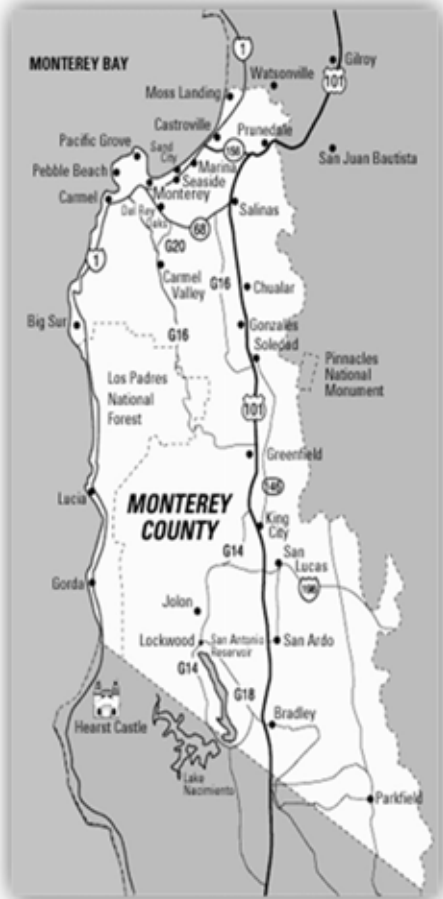 MONTEREY BAY
1
Gilroy
101
Watsonville
Moss Landing
Castroville
Prunedale
156
Pacific Grove
Sand
City
Marina
San Juan Bautista
Pebble Beach
Seaside
Monterey
Carmel
Del Rey
Oaks
Salinas
68
G20
1
Carmel
Valley
G16
Chualar
Big Sur
G16
Gonzales
Soledad
Pinnacles
National
Monument
Los Padres
National
Forest
101
Greenfield
146
Lucia
MONTEREY
COUNTY
King
City
G14
San
Lucas
198
Gorda
Jolon
Lockwood
San Antonio
Reservoir
San Ardo
G14
G18
Hearst Castle
Bradley
Lake
Nacimiento
Parkfield